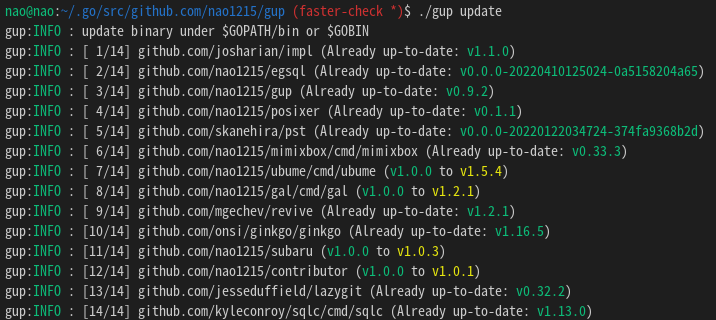 nao@nao:~/.go/src/github.com/nao1215/gup (faster-check *)$ ./gup update
gup:INFO : update binary under $GOPATH/bin or $GOBIN
gup:INFO : [ 1/14] github.com/josharian/impl (Already up-to-date: v1.1.0)
gup:INFO : [ 2/14] github.com/nao1215/egsql (Already up-to-date: v0.0.0-20220410125024-0a5158204a65)
gup:INFO : [ 3/14] github.com/nao1215/gup (Already up-to-date: v0.9.2)
gup:INFO : [ 4/14] github.com/nao1215/posixer (Already up-to-date: v0.1.1)
gup:INFO : [ 5/14] github.com/skanehira/pst (Already up-to-date: v0.0.0-20220122034724-374fa9368b2d)
gup:INFO : [ 6/14] github.com/nao1215/mimixbox/cmd/mimixbox (Already up-to-date: v0.33.3)
gup:INFO : [ 7/14] github.com/nao1215/ubume/cmd/ubume (v1.0.0 to v1.5.4)
gup:INFO : [ 8/14] github.com/nao1215/gal/cmd/gal (v1.0.0 to v1.2.1)
gup:INFO : [ 9/14] github.com/mgechev/revive (Already up-to-date: v1.2.1)
gup:INFO : [10/14] github.com/onsi/ginkgo/ginkgo (Already up-to-date: v1.16.5)
gup:INFO : [11/14] github.com/nao1215/subaru (v1.0.0 to v1.0.3)
gup:INFO : [12/14] github.com/nao1215/contributor (v1.0.0 to v1.0.1)
gup:INFO : [13/14] github.com/jesseduffield/lazygit (Already up-to-date: v0.32.2)
gup:INFO : [14/14] github.com/kyleconroy/sqlc/cmd/sqlc (Already up-to-date: v1.13.0)